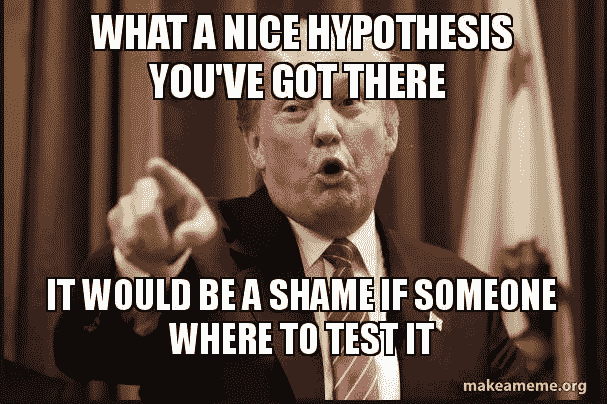 WHAT A NICE HYPOTHESIS
YOU'VE GOT THERE
IT WOULD BE A SHAME IF SOMEONE
WHERE TO TEST IT
makeameme.org